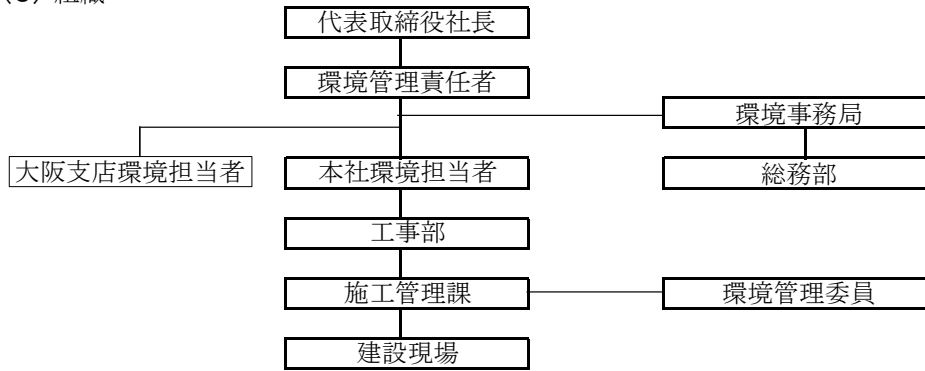 (3) 組織
代表取締役社長
環境管理責任者
環境事務局
大阪支店環境担当者
本社環境担当者
総務部
工事部
施工管理課
環境管理委員
建設現場